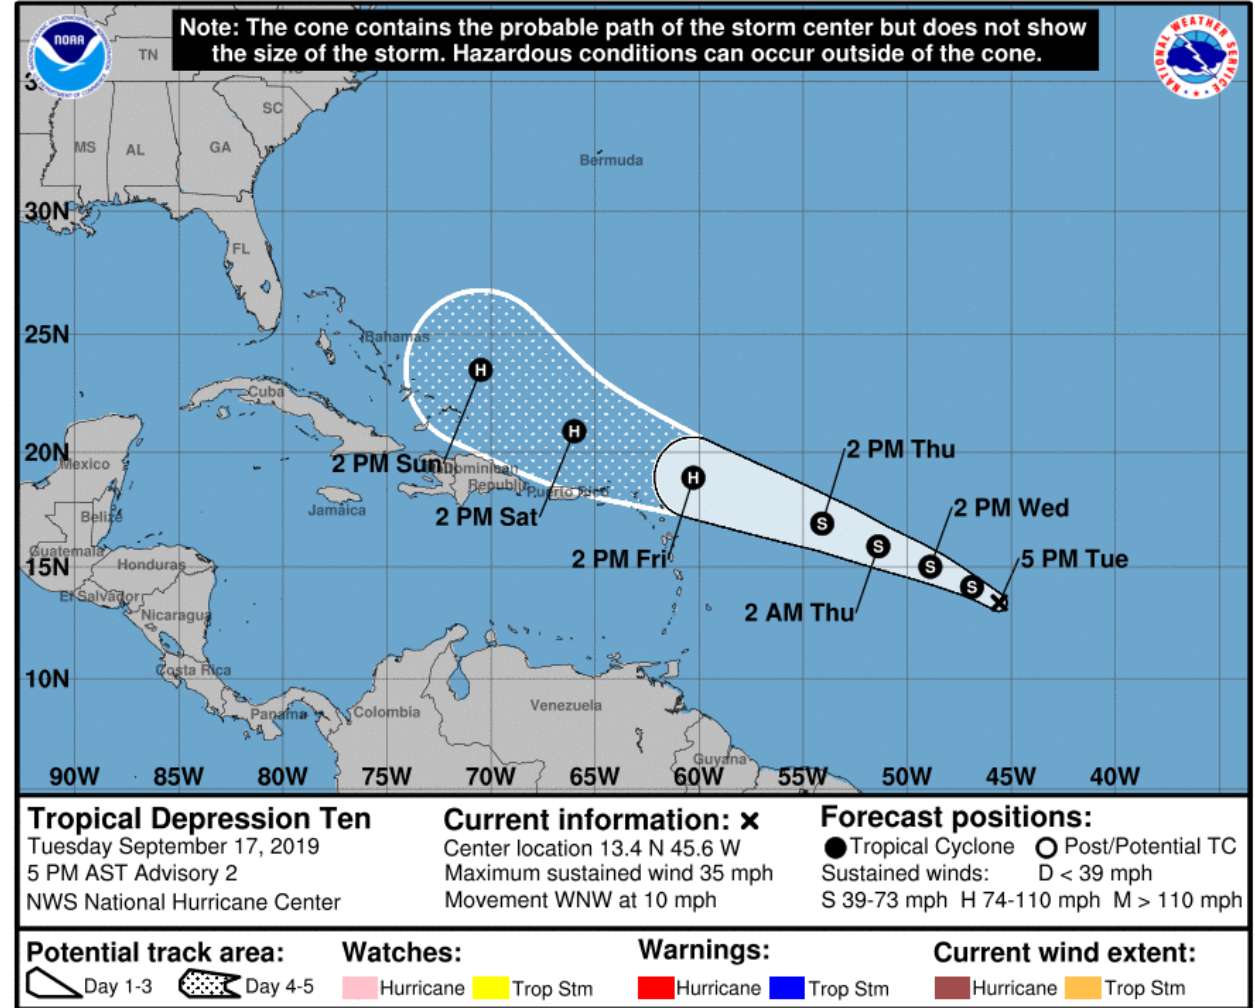 Note: The cone contains the probable path of the storm center but does not show
the size of the storm. Hazardous conditions can occur outside of the cone.
NOAA
NATIONAL WEATHER SERVICE
TN
SC
MS
AL
GA
Bermuda
30N
FL
25N
Bahamas
Cuba
20N
2 PM Thu
Mexico
2 PM Sun
Dominican
Republic
Puerto Rico
Jamaica
2 PM Sat
2 PM Wed
Belize
Guatemala
2 PM Fri
5 PM Tue
15N
Honduras
El Salvador
Nicaragua
2 AM Thu
H
H
H
S
S
S
S
Costa Rica
10N
Panama
Colombia
Venezuela
Guyana
90W 85W 80W 75W 70W 65W 60W 55W 50W 45W 40W
Tropical Depression Ten
Tuesday September 17, 2019
5 PM AST Advisory 2
NWS National Hurricane Center
Current information: x
Center location 13.4 N 45.6 W
Maximum sustained wind 35 mph
Movement WNW at 10 mph
Forecast positions:
Tropical Cyclone Post/Potential TC
Sustained winds: D < 39 mph
S 39-73 mph H 74-110 mph M > 110 mph
Potential track area:
Day 1-3 Day 4-5
Watches:
Hurricane Trop Stm
Warnings:
Hurricane Trop Stm
Current wind extent:
Hurricane Trop Stm